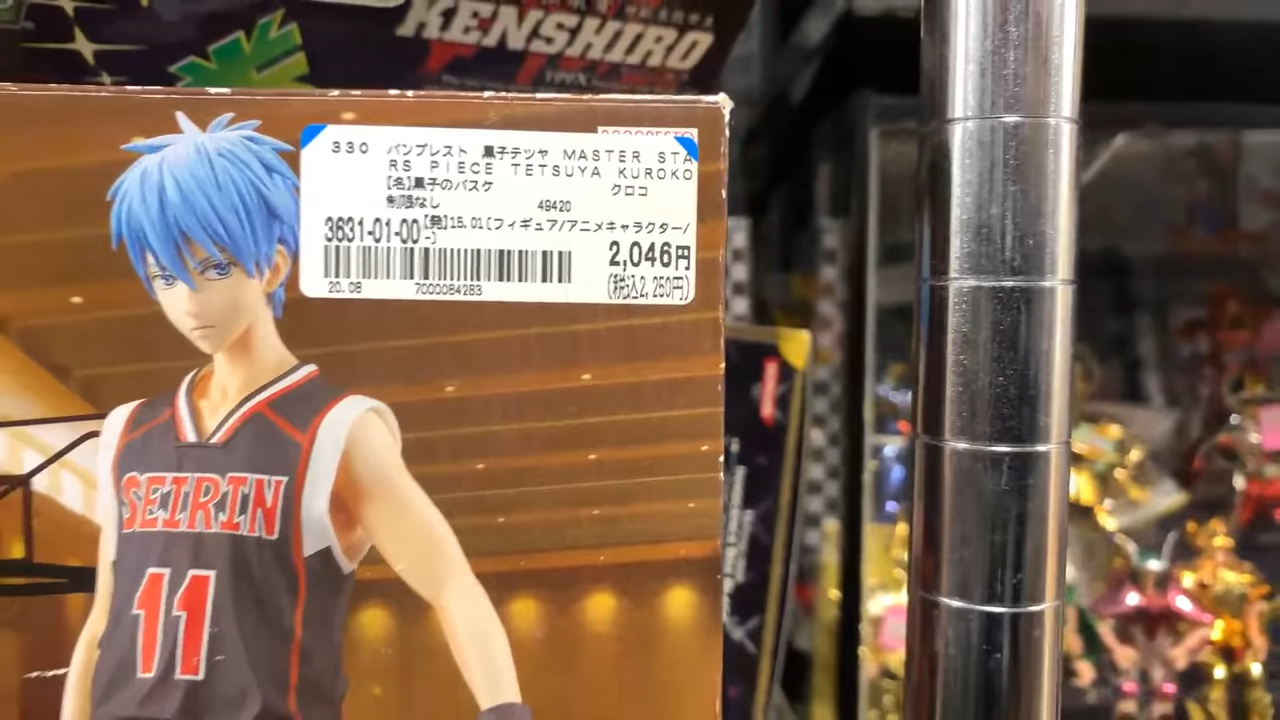 KENSHIRO
330 バンプレスト 黒子テツヤ MASTER STA
RS PIECE TETSUYA KUROKO
【名】黒子のバスケ クロコ
制限なし 49420
3631-01-00 【発】15.01〔フィギュア/アニメキャラクター/
-〕
2,046円
(税込2,250円)
20.08 7000084283
SEIRIN
11